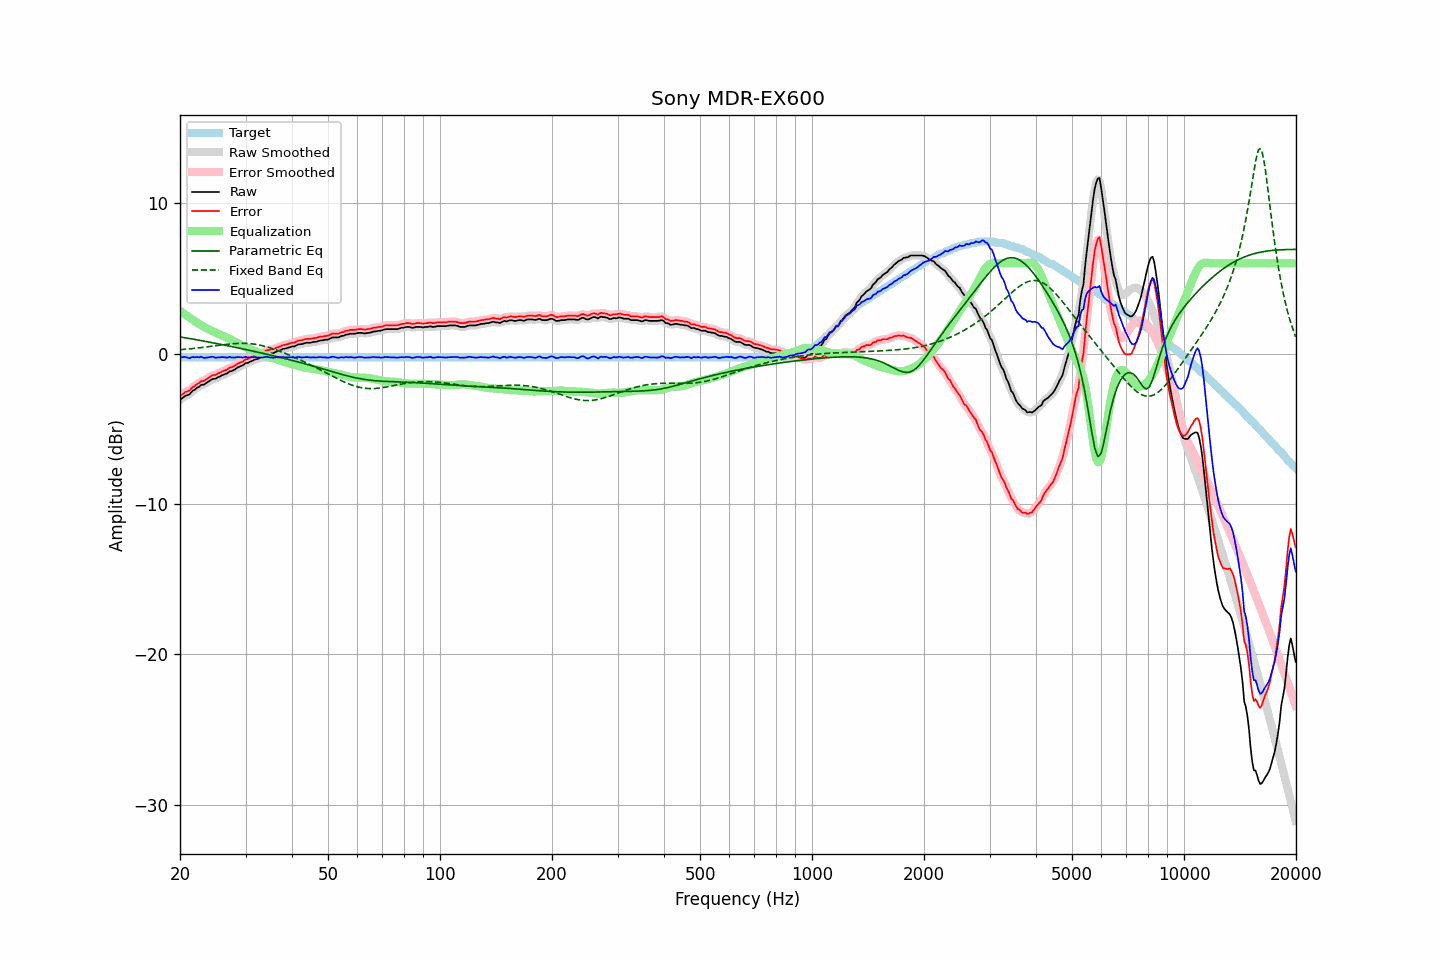 Sony MDR-EX600
Target
Raw Smoothed
Error Smoothed
Raw
Error
Equalization
Parametric Eq
Fixed Band Eq
Equalized
10
0
−10
−20
−30
Amplitude (dBr)
20 50 100 200 500 1000 2000 5000 10000 20000
Frequency (Hz)